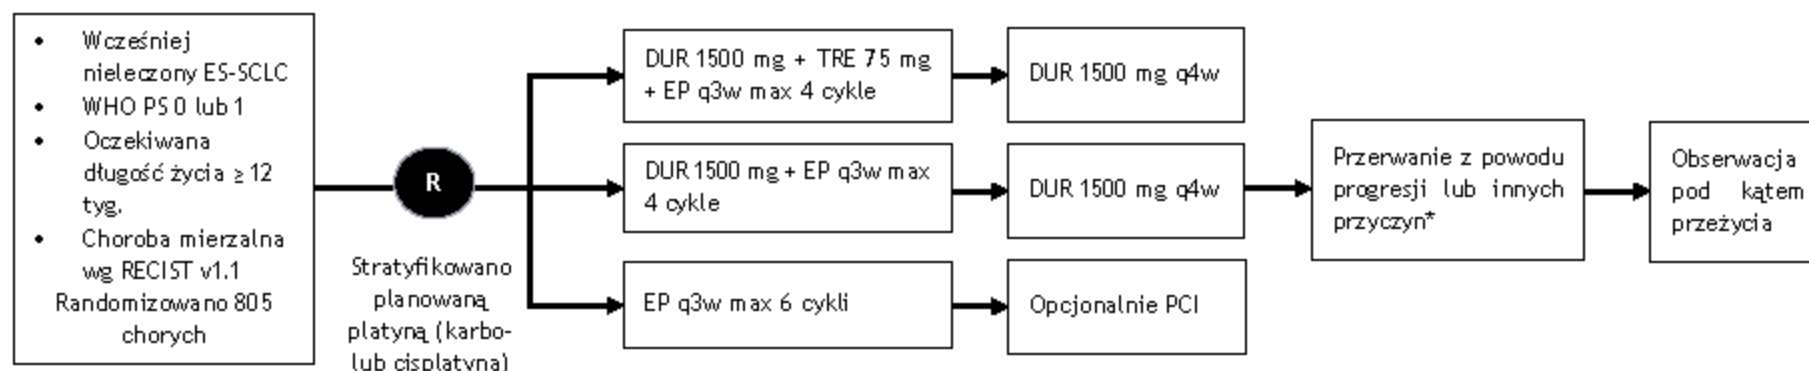 • Wcześniej
nieleczony ES-SCLC
• WHO PS 0 lub 1
• Oczekiwana
długość życia ≥ 12
tyg.
• Choroba mierzalna
wg RECIST v1.1
Randomizowano 805
chorych
R
Stratyfikowano
planowaną
platyną (karbo-
lub cisplatyna)
DUR 1500 mg + TRE 75 mg
+ EP q3w max 4 cykle
DUR 1500 mg q4w
DUR 1500 mg + EP q3w max
4 cykle
DUR 1500 mg q4w
EP q3w max 6 cykli
Opcjonalnie PCI
Przerwanie z powodu
progresji lub innych
przyczyn*
Obserwacja
pod kątem
przeżycia